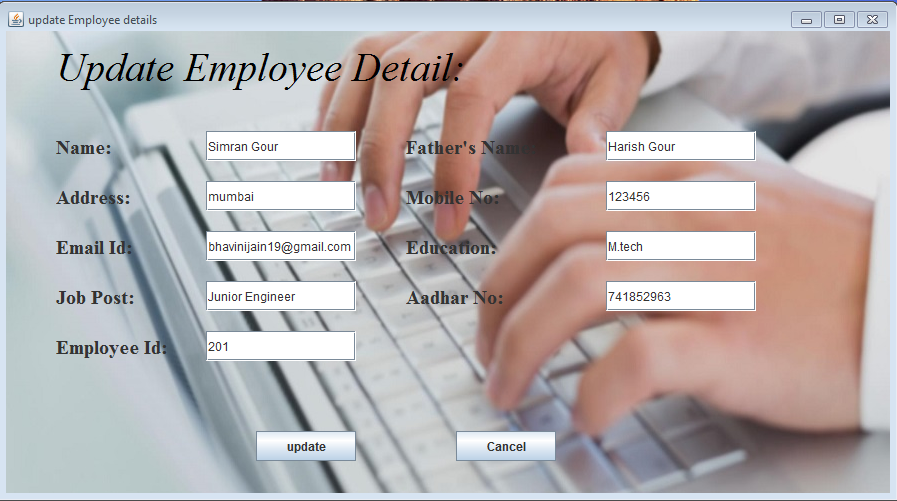 update Employee details
Update Employee Detail:
Name: Simran Gour Father's Name Harish Gour
Address: mumbai Mobile No: 123456
Email Id: bhavinijain19@gmail.com Education: M.tech
Job Post: Junior Engineer Aadhar No: 741852963
Employee Id: 201
update Cancel